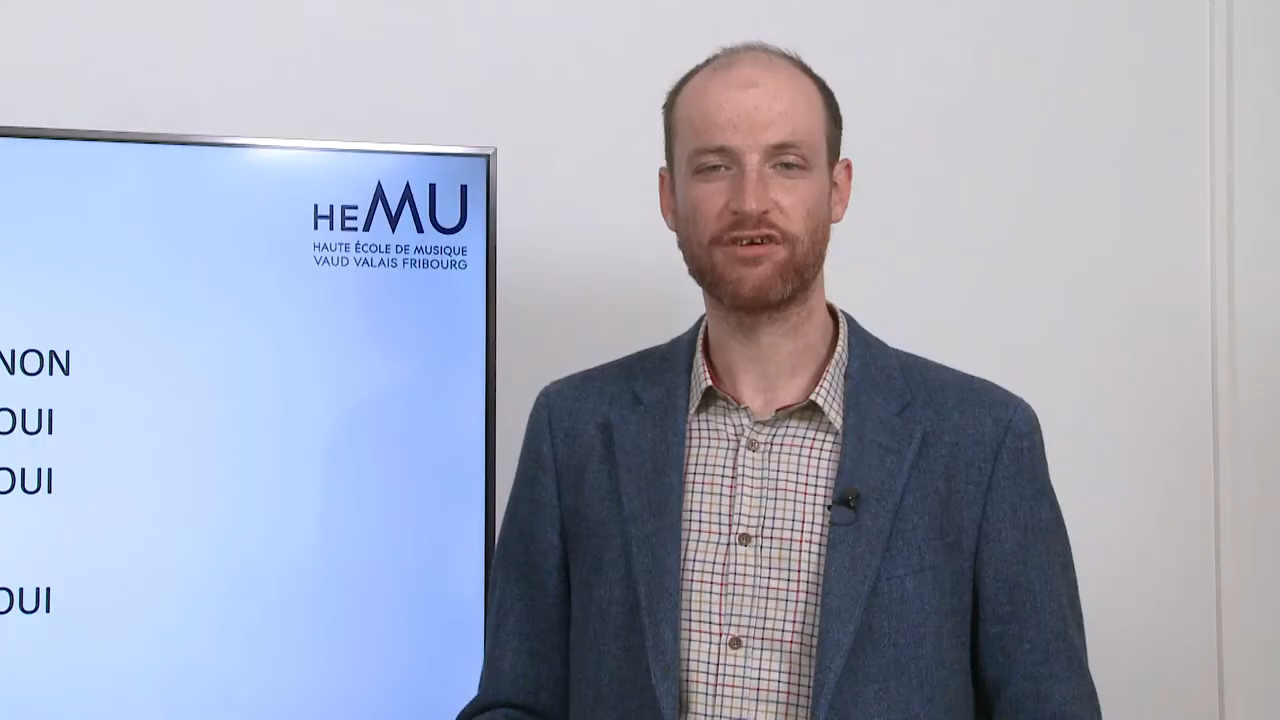 HEMU
HAUTE ÉCOLE DE MUSIQUE
VAUD VALAIS FRIBOURG
NON
OUI
OUI
OUI